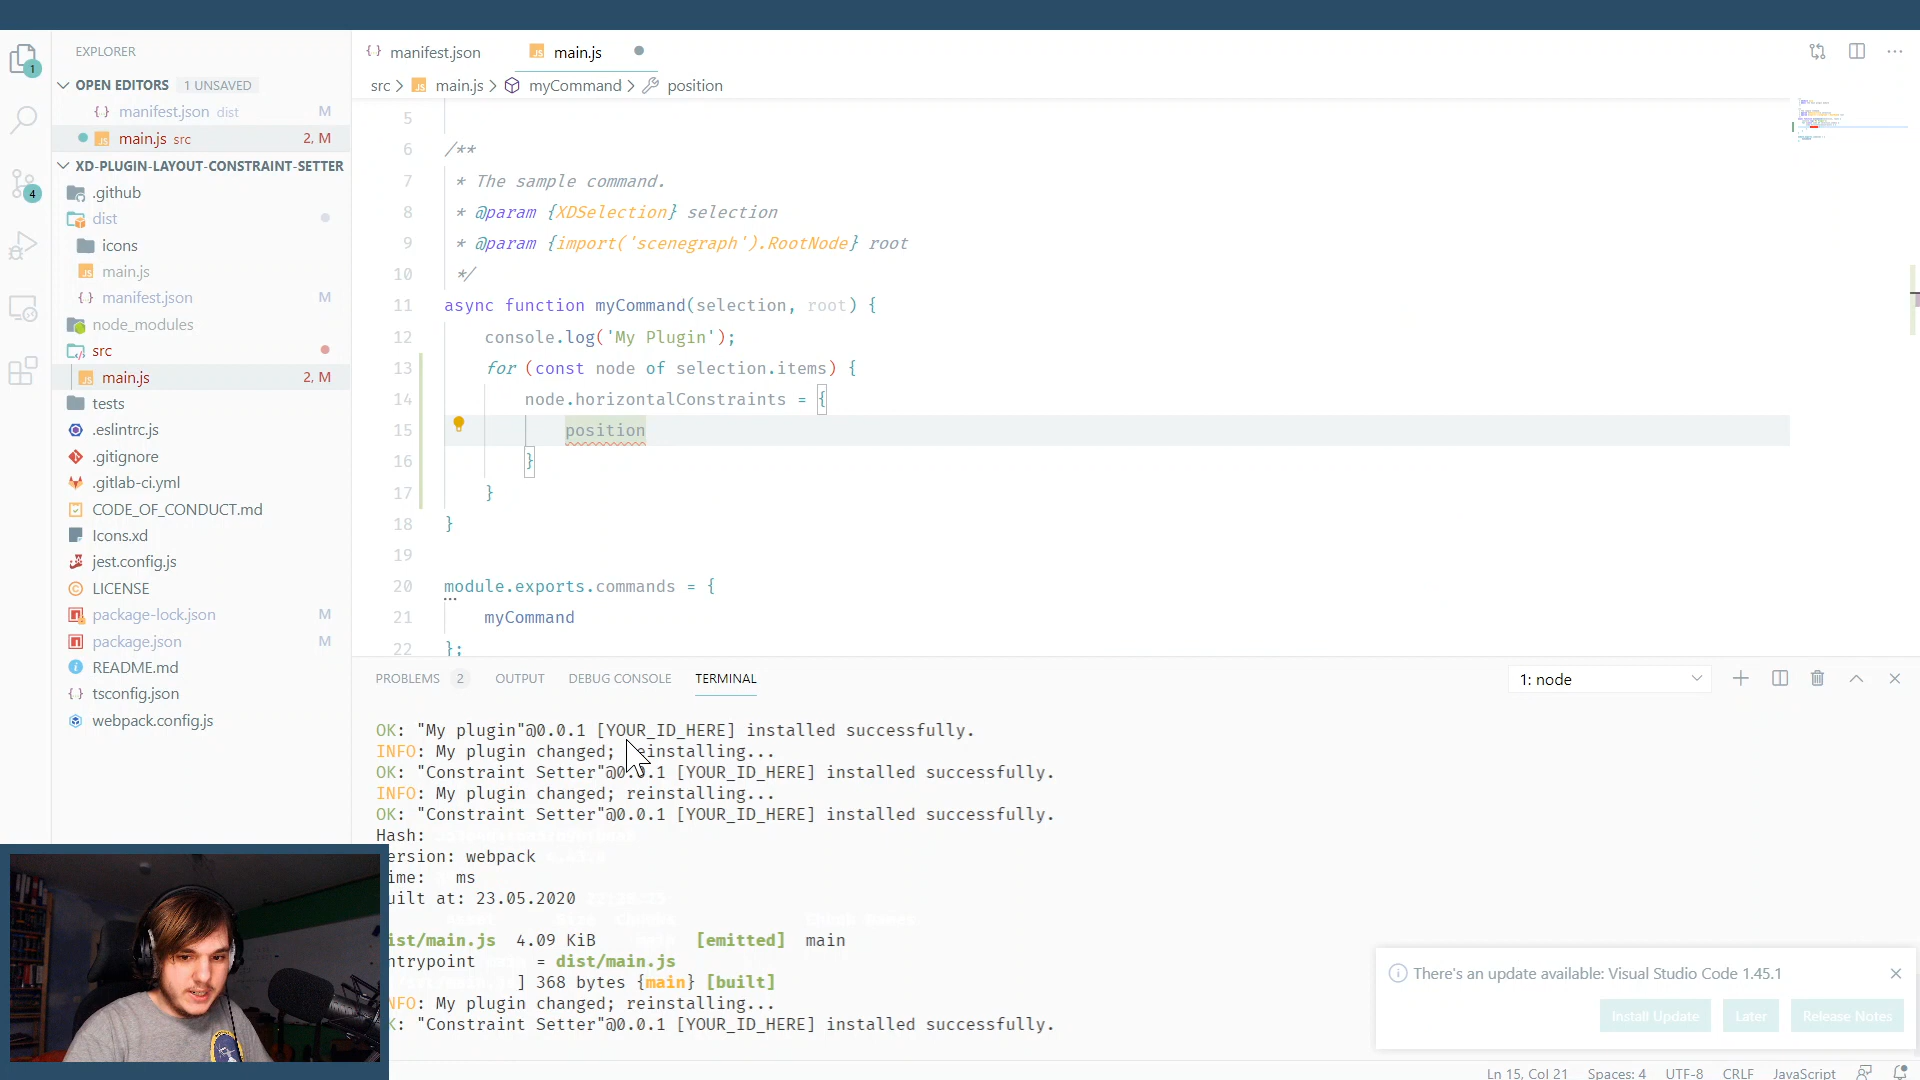 EXPLORER
OPEN EDITORS 1 UNSAVED
manifest.json dist M
main.js src 2, M
XD-PLUGIN-LAYOUT-CONSTRAINT-SETTER
.github
dist
icons
main.js
manifest.json M
node_modules
src
main.js 2, M
tests
.eslintrc.js
.gitignore
.gitlab-ci.yml
CODE_OF_CONDUCT.md
Icons.xd
jest.config.js
LICENSE
package-lock.json M
package.json M
README.md
tsconfig.json
webpack.config.js
1
4
manifest.json main.js
src > main.js > myCommand > position
5
6 /**
7 * The sample command.
8 * @param {XDSelection} selection
9 * @param {import('scenegraph').RootNode} root
10 */
11 async function myCommand(selection, root) {
12 console.log('My Plugin');
13 for (const node of selection.items) {
14 node.horizontalConstraints = {
15 position
16 }
17 }
18 }
19
20 module.exports.commands = {
21 myCommand
22 };
PROBLEMS 2 OUTPUT DEBUG CONSOLE TERMINAL 1: node
OK: "My plugin"@0.0.1 [YOUR_ID_HERE] installed successfully.
INFO: My plugin changed; reinstalling...
OK: "Constraint Setter"@0.0.1 [YOUR_ID_HERE] installed successfully.
INFO: My plugin changed; reinstalling...
OK: "Constraint Setter"@0.0.1 [YOUR_ID_HERE] installed successfully.
Hash:
ersion: webpack
ime: ms
uilt at: 23.05.2020
ist/main.js 4.09 KiB [emitted] main
ntrypoint = dist/main.js
] 368 bytes {main} [built]
NFO: My plugin changed; reinstalling...
K: "Constraint Setter"@0.0.1 [YOUR_ID_HERE] installed successfully.
There's an update available: Visual Studio Code 1.45.1
Install Update Later Release Notes
Ln 15, Col 21 Spaces: 4 UTF-8 CRLF JavaScript